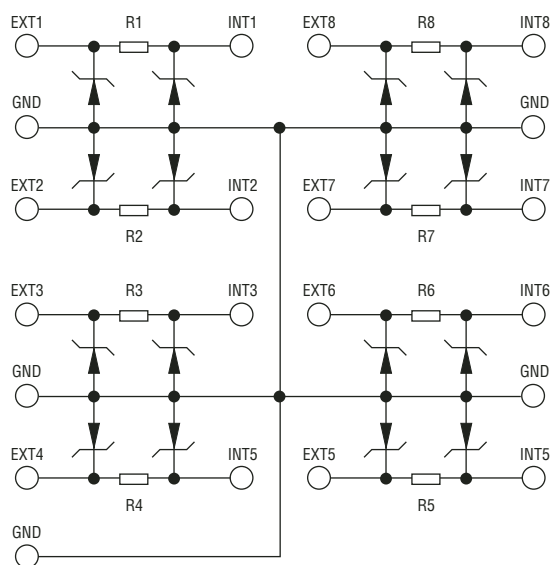 EXT1 R1 INT1 EXT8 R8 INT8
GND GND
EXT2 INT2 EXT7 INT7
R2 R7
EXT3 R3 INT3 EXT6 R6 INT6
GND GND
EXT4 INT5 EXT5 INT5
R4 R5
GND